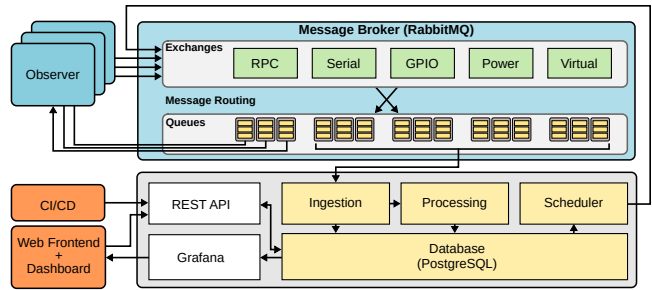 Message Broker (RabbitMQ)
Exchanges
Observer
RPC
Serial
GPIO
Power
Virtual
Message Routing
Queues
CI/CD
REST API
Ingestion
Processing
Scheduler
Web Frontend
+
Dashboard
Grafana
Database
(PostgreSQL)